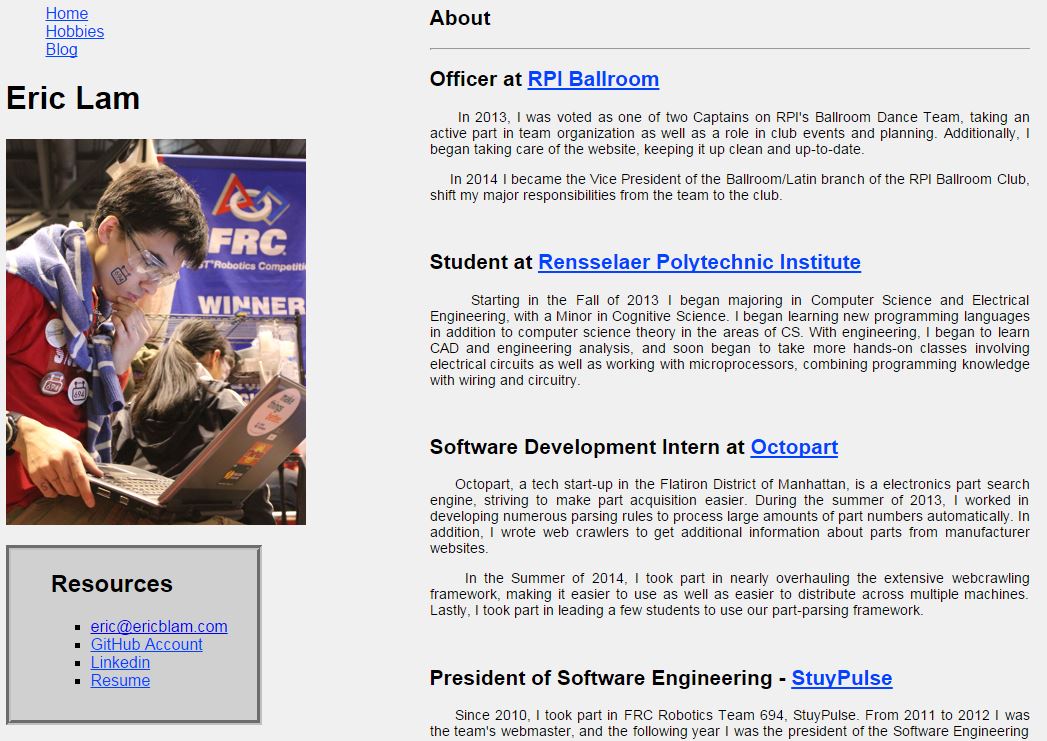 Home
Hobbies
Blog
Eric Lam
FRC
FIRST Robotics Competiti
WINNER
694
694
694
make
things
better
Resources
eric@ericblam.com
GitHub Account
Linkedin
Resume
About
Officer at RPI Ballroom
In 2013, I was voted as one of two Captains on RPI's Ballroom Dance Team, taking an
active part in team organization as well as a role in club events and planning. Additionally, I
began taking care of the website, keeping it up clean and up-to-date.
In 2014 I became the Vice President of the Ballroom/Latin branch of the RPI Ballroom Club,
shift my major responsibilities from the team to the club.
Student at Rensselaer Polytechnic Institute
Starting in the Fall of 2013 I began majoring in Computer Science and Electrical
Engineering, with a Minor in Cognitive Science. I began learning new programming languages
in addition to computer science theory in the areas of CS. With engineering, I began to learn
CAD and engineering analysis, and soon began to take more hands-on classes involving
electrical circuits as well as working with microprocessors, combining programming knowledge
with wiring and circuitry.
Software Development Intern at Octopart
Octopart, a tech start-up in the Flatiron District of Manhattan, is a electronics part search
engine, striving to make part acquisition easier. During the summer of 2013, I worked in
developing numerous parsing rules to process large amounts of part numbers automatically. In
addition, I wrote web crawlers to get additional information about parts from manufacturer
websites.
In the Summer of 2014, I took part in nearly overhauling the extensive webcrawling
framework, making it easier to use as well as easier to distribute across multiple machines.
Lastly, I took part in leading a few students to use our part-parsing framework.
President of Software Engineering - StuyPulse
Since 2010, I took part in FRC Robotics Team 694, StuyPulse. From 2011 to 2012 I was
the team's webmaster, and the following year I was the president of the Software Engineering